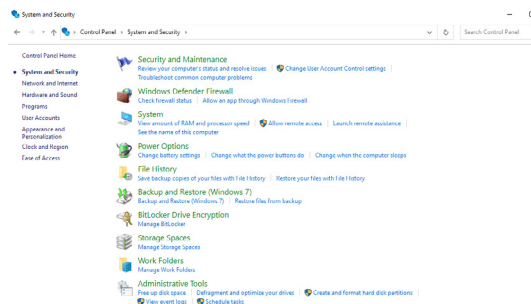 System and Security
Control Panel > System and Security >
Search Control Panel
Control Panel Home
System and Security
Network and Internet
Hardware and Sound
Programs
User Accounts
Appearance and
Personalization
Clock and Region
Ease of Access
Security and Maintenance
Review your computer's status and resolve issues | Change User Account Control settings |
Troubleshoot common computer problems
Windows Defender Firewall
Check firewall status | Allow an app through Windows Firewall
System
View amount of RAM and processor speed | Allow remote access | Launch remote assistance |
See the name of this computer
Power Options
Change battery settings | Change what the power buttons do | Change when the computer sleeps
File History
Save backup copies of your files with File History | Restore your files with File History
Backup and Restore (Windows 7)
Backup and Restore (Windows 7) | Restore files from backup
BitLocker Drive Encryption
Manage BitLocker
Storage Spaces
Manage Storage Spaces
Work Folders
Manage Work Folders
Administrative Tools
Free up disk space | Defragment and optimize your drives | Create and format hard disk partitions |
View event logs | Schedule tasks